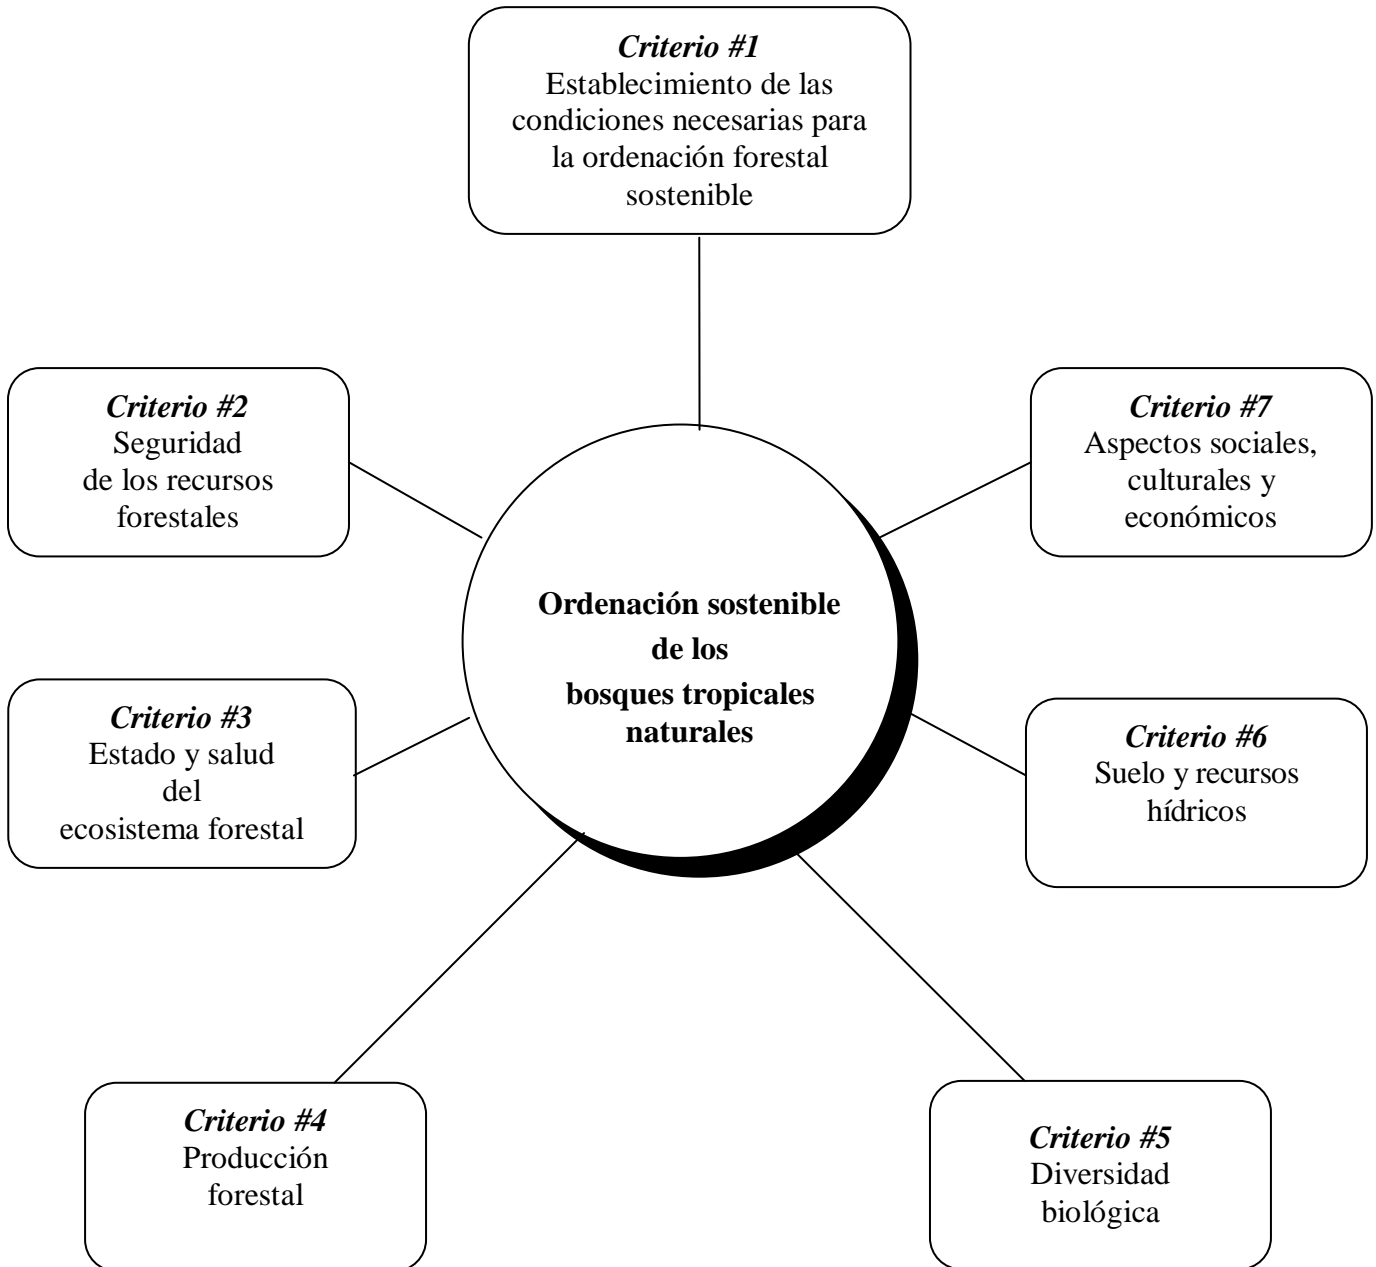 Criterio #1
Establecimiento de las
condiciones necesarias para
la ordenación forestal
sostenible
Criterio #2
Seguridad
de los recursos
forestales
Criterio #7
Aspectos sociales,
culturales y
económicos
Ordenación sostenible
de los
bosques tropicales
naturales
Criterio #3
Estado y salud
del
ecosistema forestal
Criterio #6
Suelo y recursos
hídricos
Criterio #4
Producción
forestal
Criterio #5
Diversidad
biológica